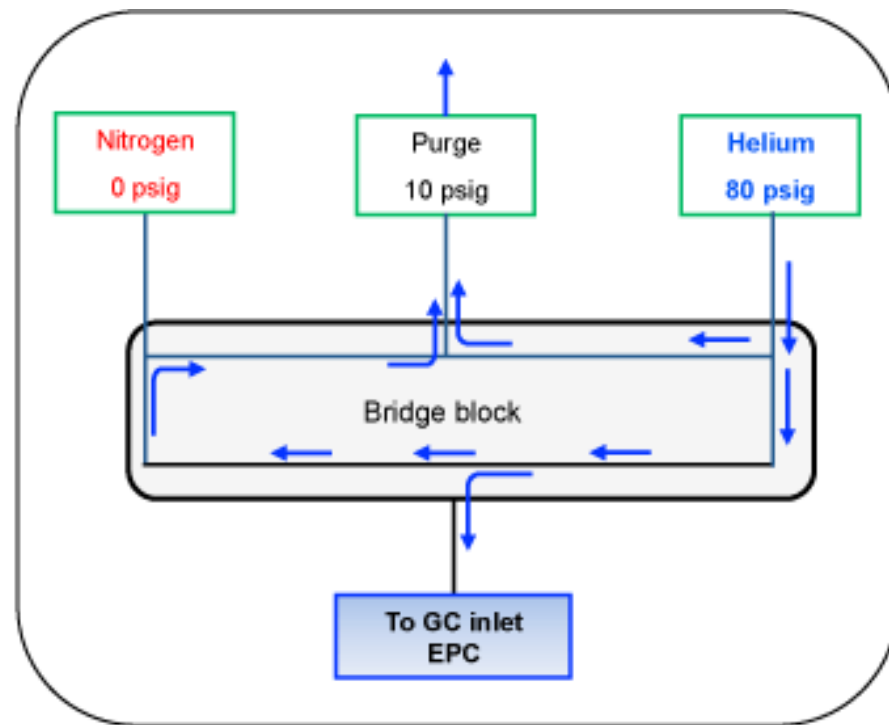 Nitrogen
0 psig
Purge
10 psig
Helium
80 psig
Bridge block
To GC inlet
EPC